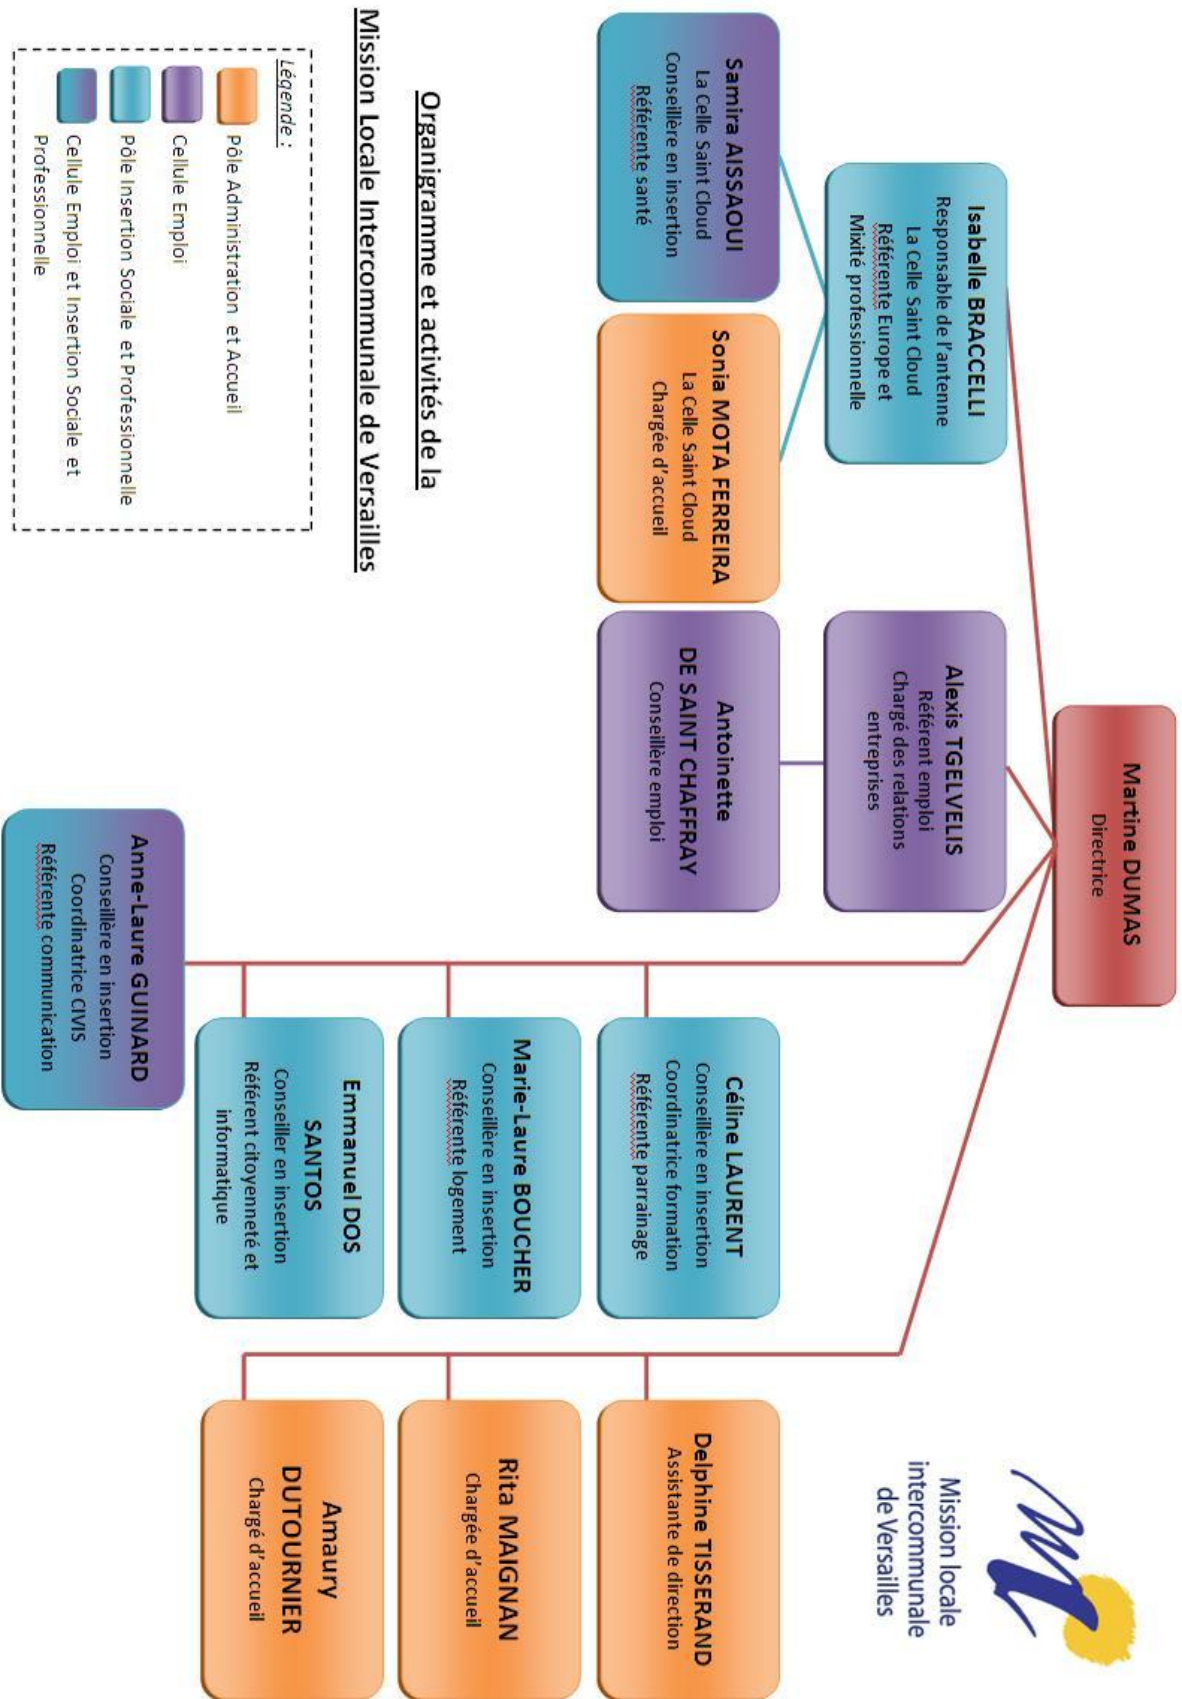 Martine DUMAS
Directrice
Mission locale
intercommunale
de Versailles
Isabelle BRACCELLI
Responsable de l'antenne
La Celle Saint Cloud
Référente Europe et
Mixité professionnelle
Alexis TGELVELIS
Référent emploi
Chargé des relations
entreprises
Samira AISSAOUI
La Celle Saint Cloud
Conseillère en insertion
Référente santé
Sonia MOTA FERREIRA
La Celle Saint Cloud
Chargée d'accueil
Antoinette
DE SAINT CHAFFRAY
Conseillère emploi
Céline LAURENT
Conseillère en insertion
Coordinatrice formation
Référente parrainage
Delphine TISSERAND
Assistante de direction
Marie-Laure BOUCHER
Conseillère en insertion
Référente logement
Rita MAIGNAN
Chargée d'accueil
Emmanuel DOS
SANTOS
Conseiller en insertion
Référent citoyenneté et
informatique
Amaury
DUTOURNIER
Chargé d'accueil
Anne-Laure GUINARD
Conseillère en insertion
Coordinatrice CIVIS
Référente communication
Organigramme et activités de la
Mission Locale Intercommunale de Versailles
Légende :
Pôle Administration et Accueil
Cellule Emploi
Pôle Insertion Sociale et Professionnelle
Cellule Emploi et Insertion Sociale et
Professionnelle